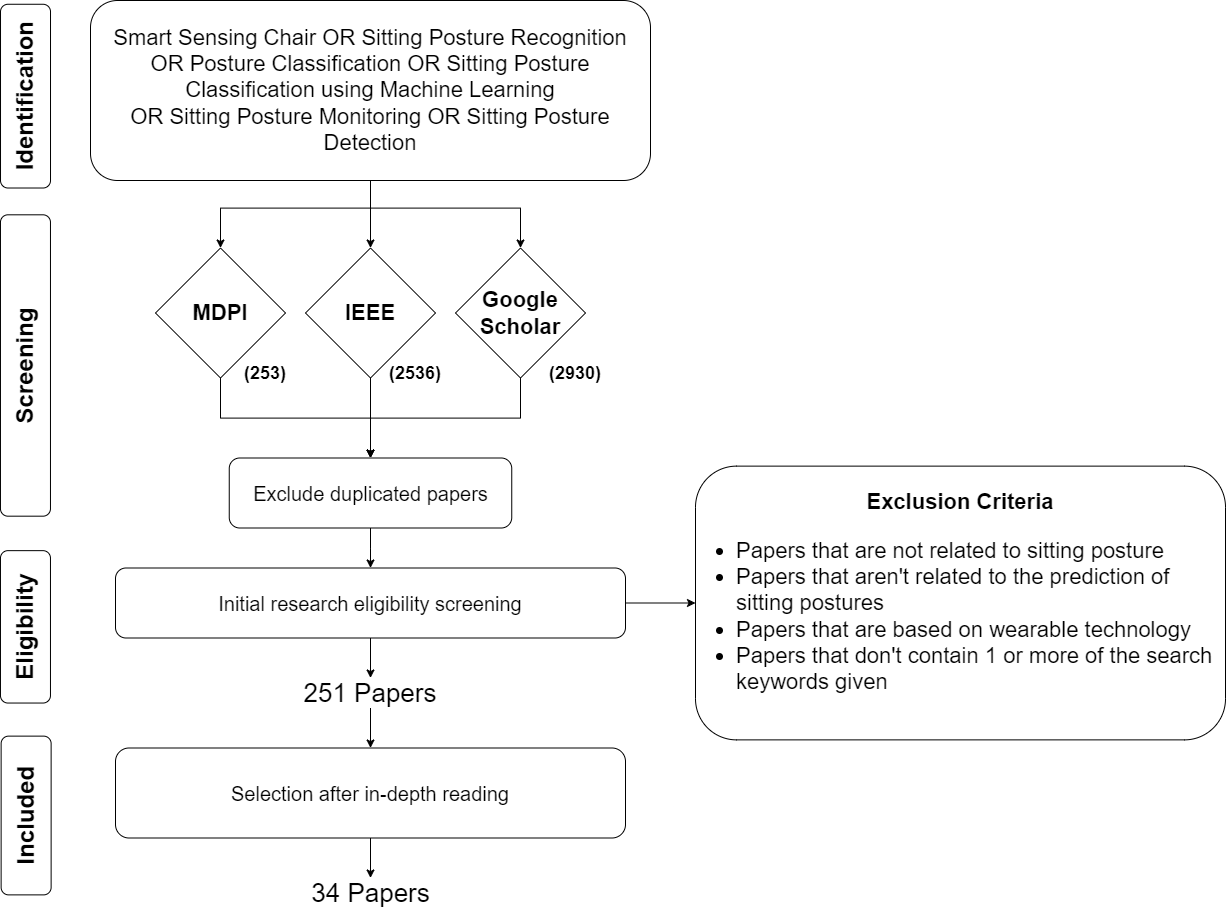 Identification
Smart Sensing Chair OR Sitting Posture Recognition
OR Posture Classification OR Sitting Posture
Classification using Machine Learning
OR Sitting Posture Monitoring OR Sitting Posture
Detection
Screening
MDPI
(253)
IEEE
(2536)
Google
Scholar
(2930)
Exclude duplicated papers
Eligibility
Initial research eligibility screening
Exclusion Criteria
• Papers that are not related to sitting posture
• Papers that aren't related to the prediction of
sitting postures
• Papers that are based on wearable technology
• Papers that don't contain 1 or more of the search
keywords given
251 Papers
Included
Selection after in-depth reading
34 Papers